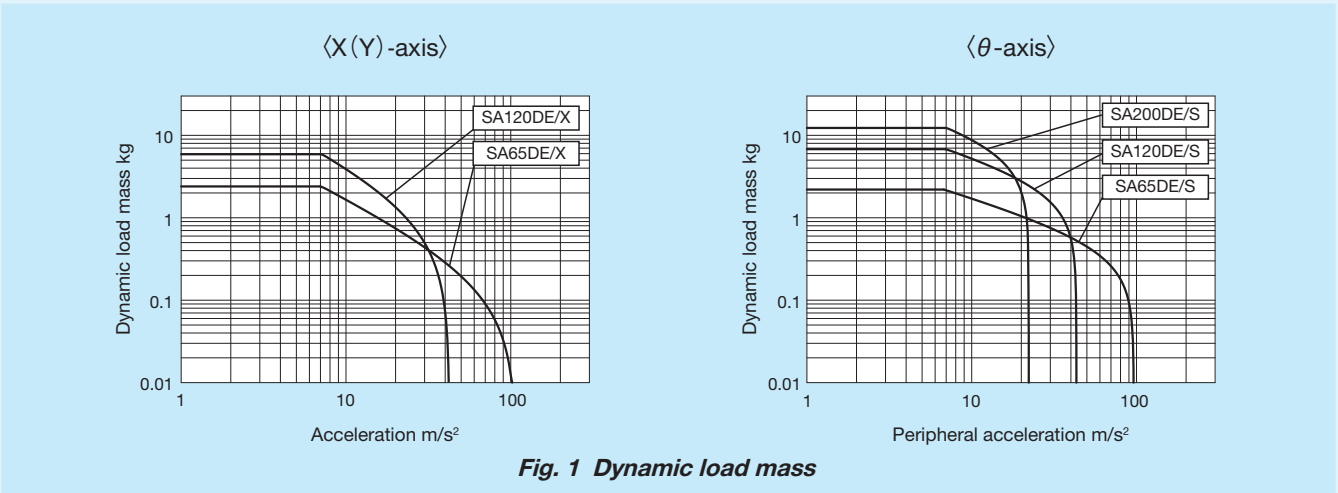 〈X(Y)-axis〉
Dynamic load mass kg
10
1
0.1
0.01
SA120DE/X
SA65DE/X
1 10 100
Acceleration m/s²
〈θ-axis〉
Dynamic load mass kg
10
1
0.1
0.01
SA200DE/S
SA120DE/S
SA65DE/S
1 10 100
Peripheral acceleration m/s²
Fig. 1 Dynamic load mass